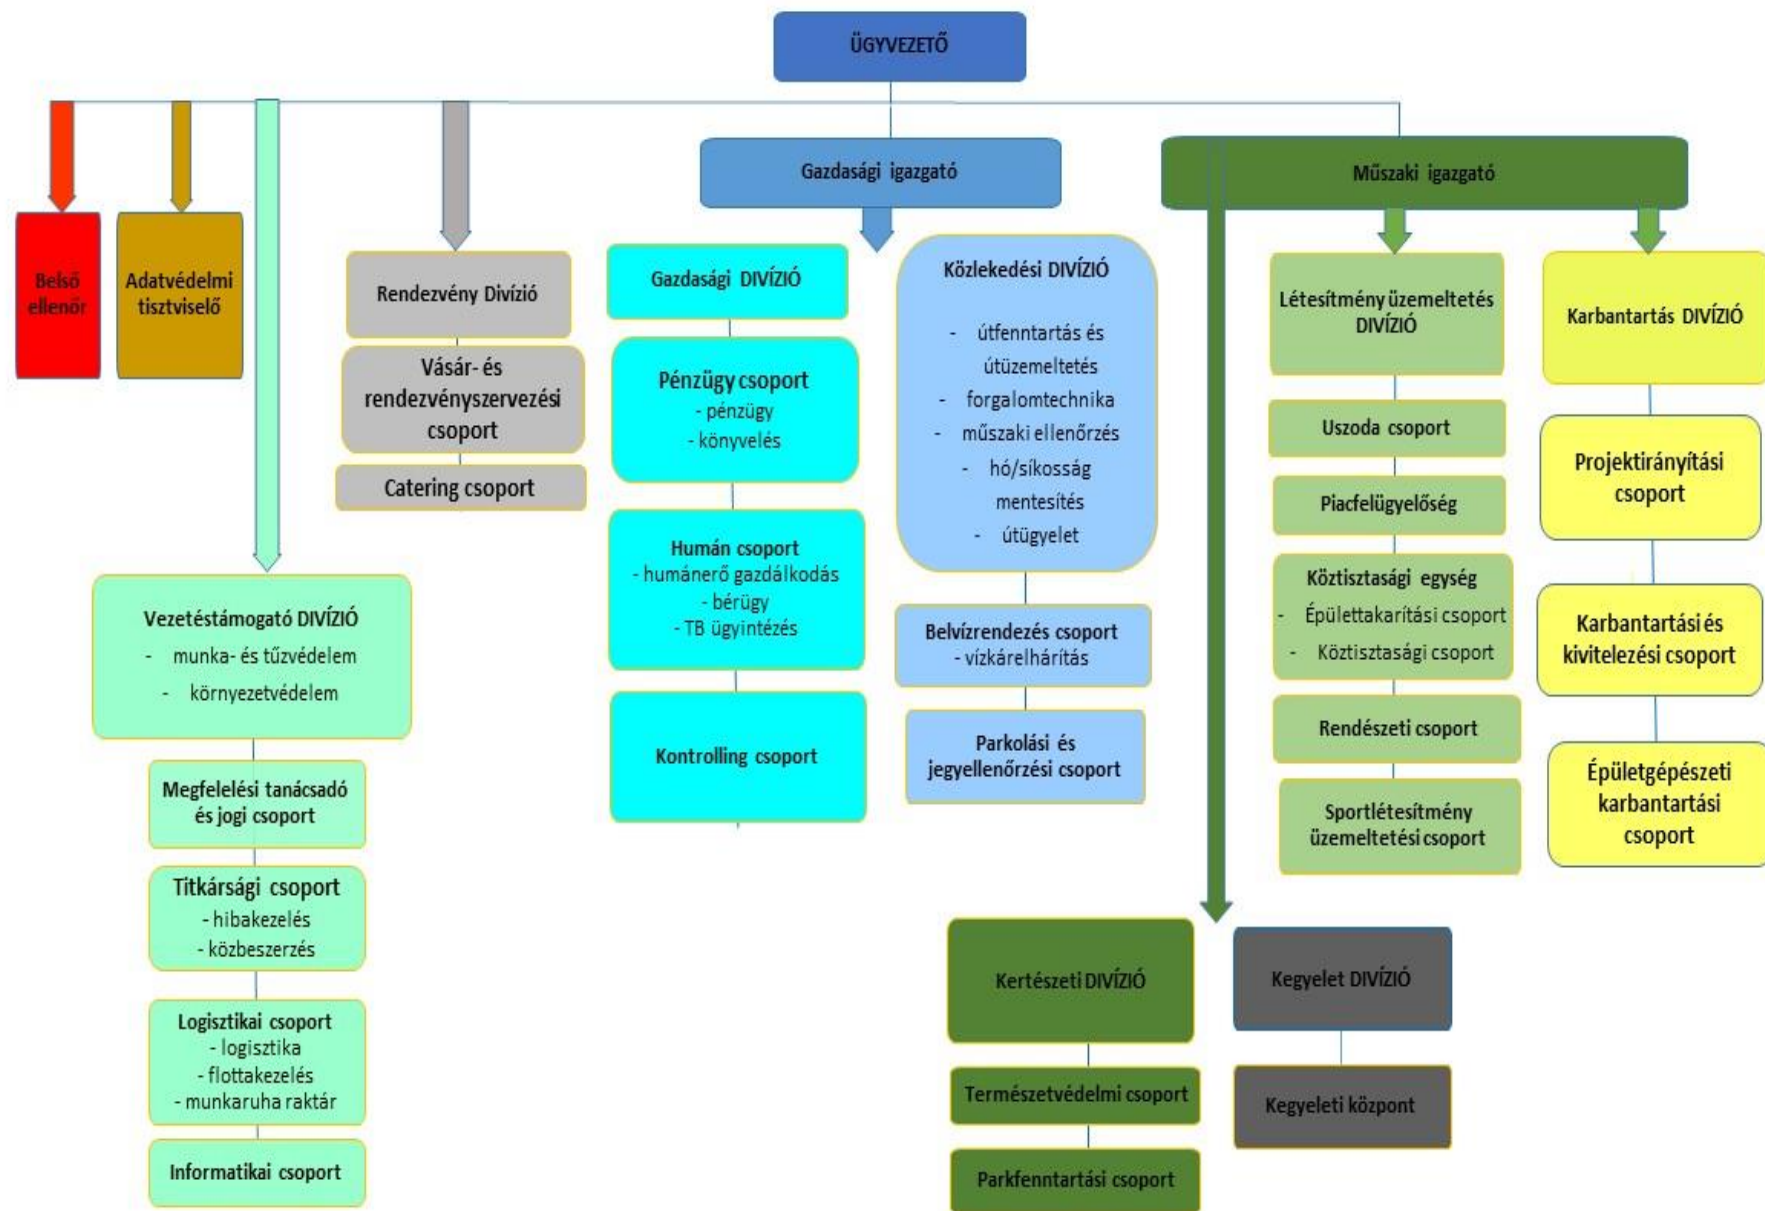 ÜGYVEZETŐ
Gazdasági igazgató
Műszaki igazgató
Belső
ellenőr
Adatvédelmi
tisztviselő
Rendezvény Divízió
Vásár- és
rendezvényszervezési
csoport
Catering csoport
Gazdasági DIVÍZIÓ
Pénzügy csoport
- pénzügy
- könyvelés
Humán csoport
- humánerő gazdálkodás
- bérügy
- TB ügyintézés
Kontrolling csoport
Közlekedési DIVÍZIÓ
- útfenntartás és
útüzemeltetés
- forgalomtechnika
- műszaki ellenőrzés
- hó/síkosság
mentesítés
- útügyelet
Belvízrendezés csoport
- vízkárelhárítás
Parkolási és
jegyellenőrzési csoport
Létesítmény üzemeltetés
DIVÍZIÓ
Uszoda csoport
Piacfelügyelőség
Köztisztasági egység
- Épülettakarítási csoport
- Köztisztasági csoport
Rendészeti csoport
Sportlétesítmény
üzemeltetési csoport
Karbantartás DIVÍZIÓ
Projektirányítási
csoport
Karbantartási és
kivitelezési csoport
Épületgépészeti
karbantartási
csoport
Vezetéstámogató DIVÍZIÓ
- munka- és tűzvédelem
- környezetvédelem
Megfelelési tanácsadó
és jogi csoport
Titkársági csoport
- hibakezelés
- közbeszerzés
Logisztikai csoport
- logisztika
- flottakezelés
- munkaruha raktár
Informatikai csoport
Kertészeti DIVÍZIÓ
Természetvédelmi csoport
Parkfenntartási csoport
Kegyelet DIVÍZIÓ
Kegyeleti központ